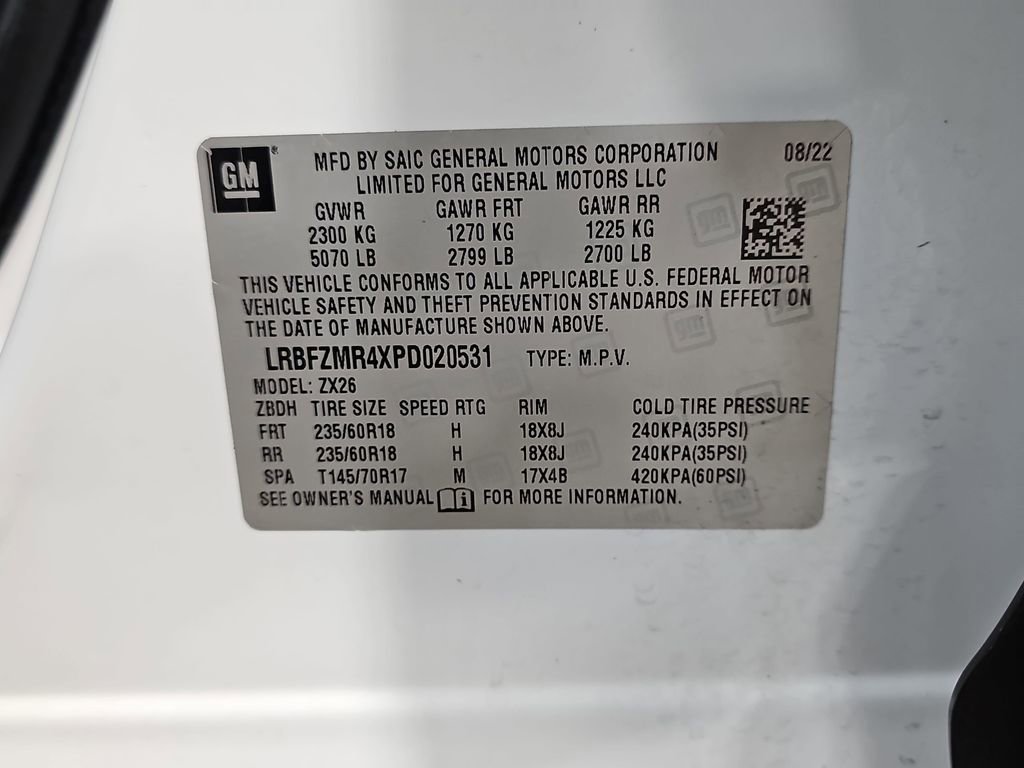 GM
MFD BY SAIC GENERAL MOTORS CORPORATION 08/22
LIMITED FOR GENERAL MOTORS LLC
GVWR GAWR FRT GAWR RR
2300 KG 1270 KG 1225 KG
5070 LB 2799 LB 2700 LB
THIS VEHICLE CONFORMS TO ALL APPLICABLE U.S. FEDERAL MOTOR
VEHICLE SAFETY AND THEFT PREVENTION STANDARDS IN EFFECT ON
THE DATE OF MANUFACTURE SHOWN ABOVE.
LRBFZMR4XPD020531 TYPE: M.P.V.
MODEL: ZX26
ZBDH TIRE SIZE SPEED RTG RIM COLD TIRE PRESSURE
FRT 235/60R18 H 18X8J 240KPA(35PSI)
RR 235/60R18 H 18X8J 240KPA(35PSI)
SPA T145/70R17 M 17X4B 420KPA(60PSI)
SEE OWNER'S MANUAL i FOR MORE INFORMATION.